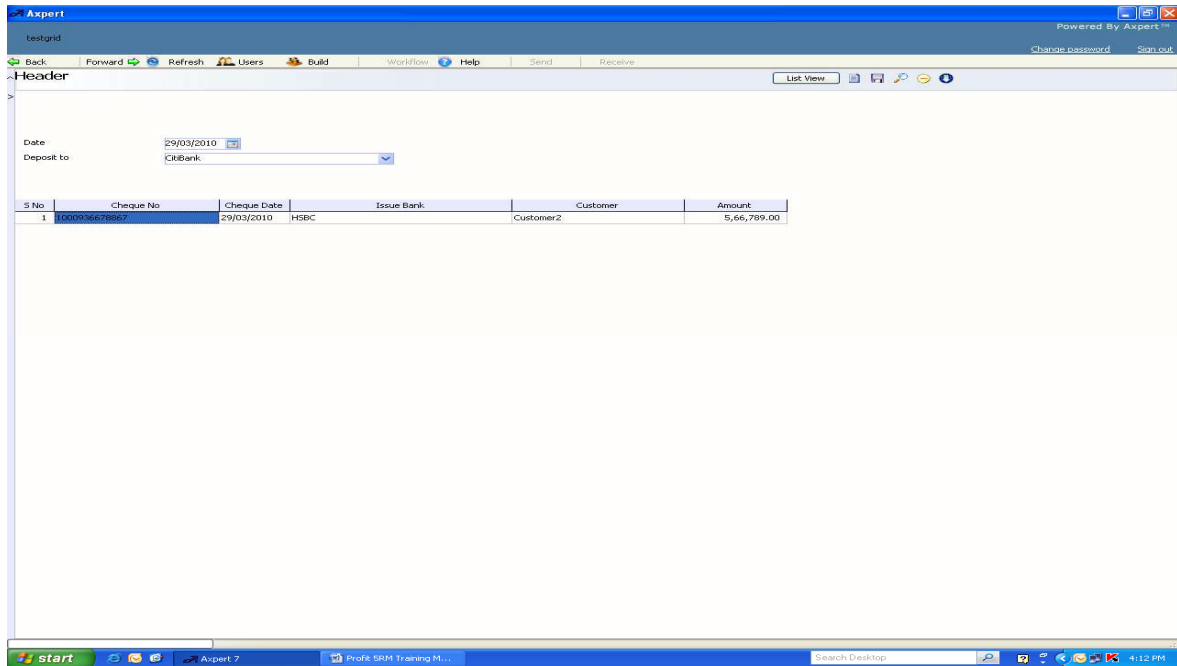 Axpert
Powered By Axpert™
testgrid
Change password Sign out
Back Forward Refresh Users Build Workflow Help Send Receive
Header
List View
Date 29/03/2010
Deposit to CitiBank
S No Cheque No Cheque Date Issue Bank Customer Amount
1 1000936678867 29/03/2010 HSBC Customer2 5,66,789.00
start Axpert 7 Profit SRM Training M... Search Desktop 4:12 PM